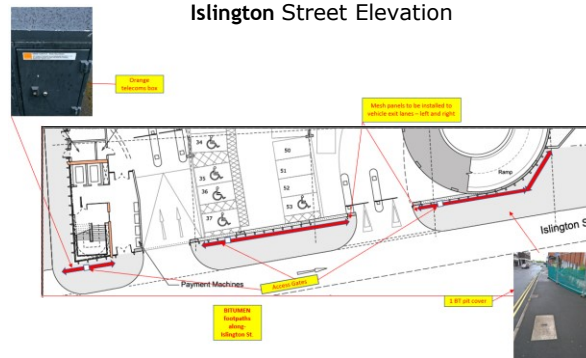 Islington Street Elevation
Orange
telecoms box
Mesh panels to be installed to
vehicle exit lanes – left and right
34
35
36
37
50
51
52
53
Ramp
Islington S
Payment Machines
Access Gates
BITUMEN
footpaths
along-
Islington St.
1 BT pit cover